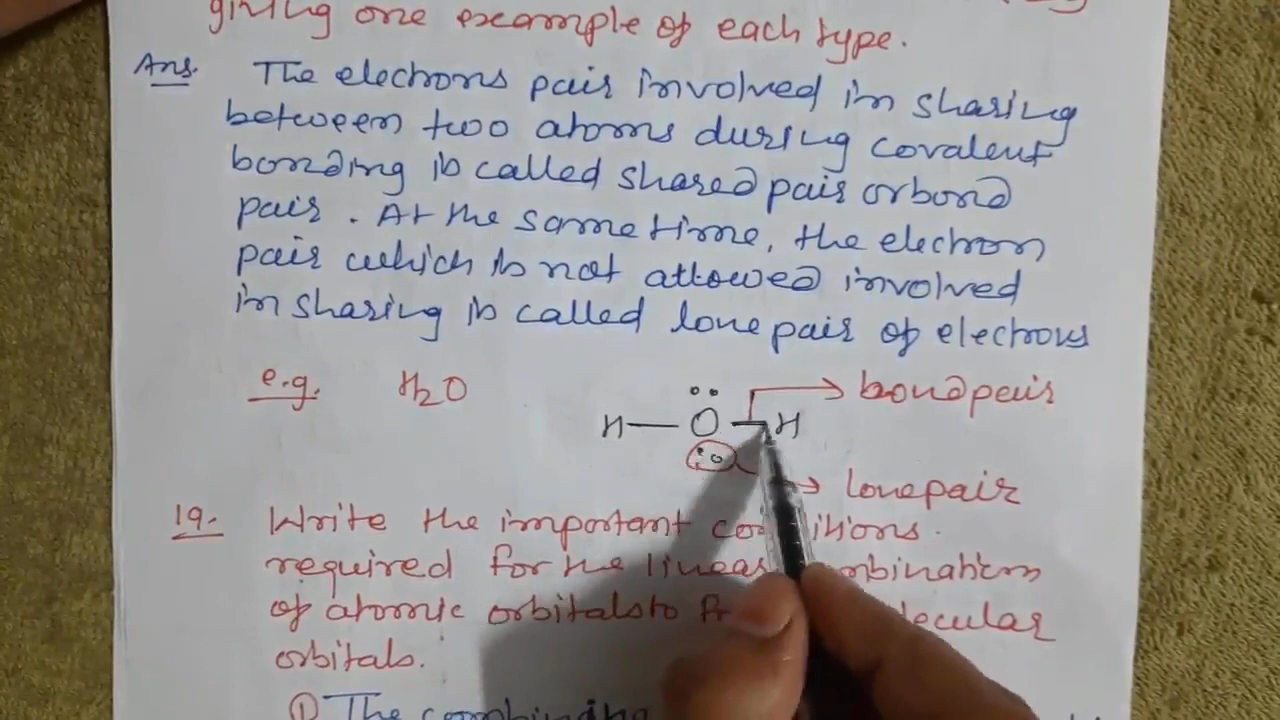 giving one example of each type.
Ans. The electrons pair involved in sharing
between two atoms during covalent
bonding is called shared pair or bond
pair. At the same time, the electron
pair which is not allowed involved
in sharing is called lone pair of electrons
e.g. H2O H—O—H bond pair
lone pair
19. Write the important
required for the linear
of atomic orbitals to
orbitals.
① The combining